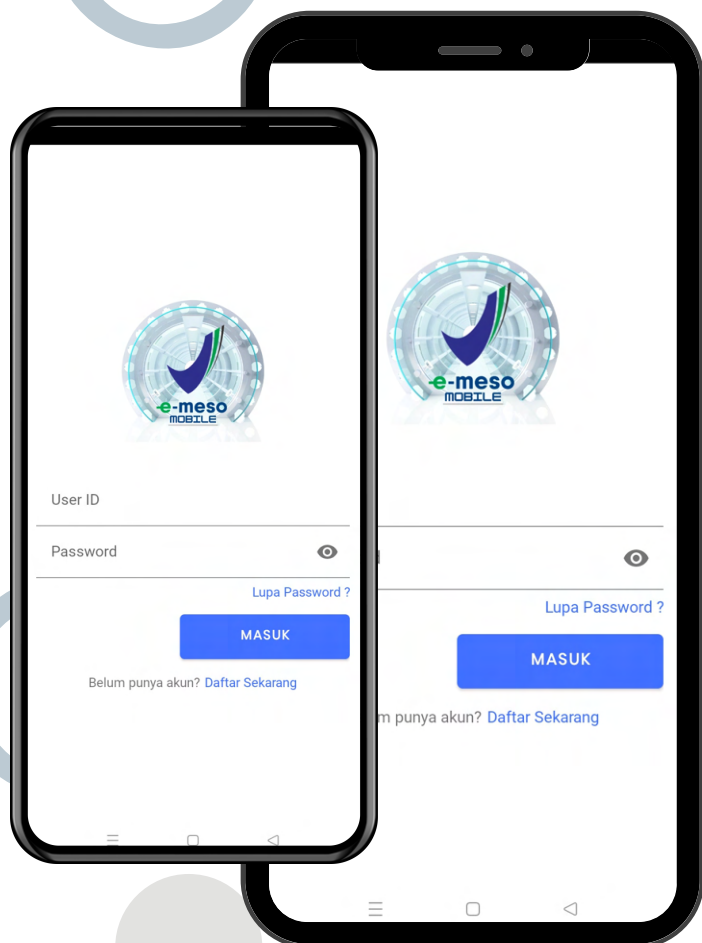 e-meso
MOBILE
User ID
Password
Lupa Password ?
MASUK
Belum punya akun? Daftar Sekarang
e-meso
MOBILE
Lupa Password ?
MASUK
m punya akun? Daftar Sekarang